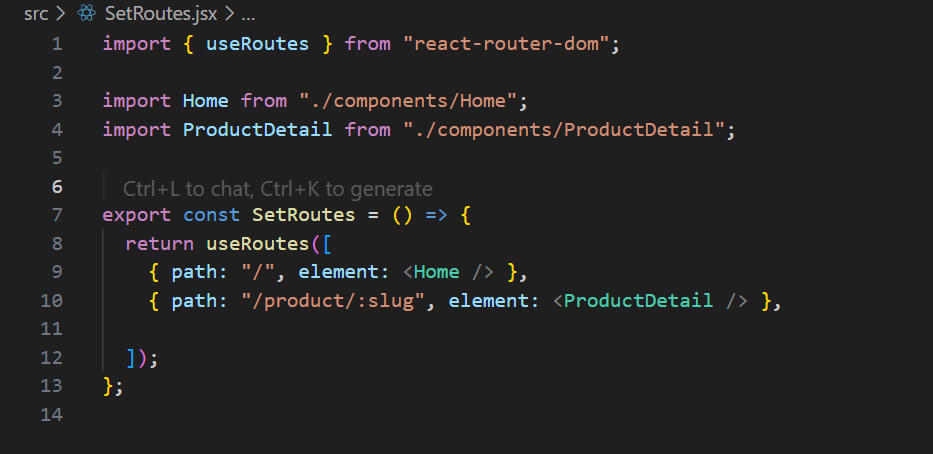 src > SetRoutes.jsx > ...
1 import { useRoutes } from "react-router-dom";
2
3 import Home from "./components/Home";
4 import ProductDetail from "./components/ProductDetail";
5
6 Ctrl+L to chat, Ctrl+K to generate
7 export const SetRoutes = () => {
8 return useRoutes([
9 { path: "/", element: <Home /> },
10 { path: "/product/:slug", element: <ProductDetail /> },
11
12 ]);
13 };
14